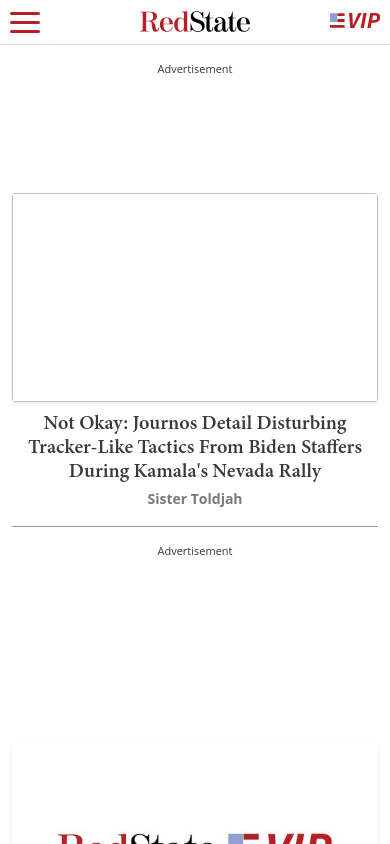 RedState VIP
Advertisement
Not Okay: Journos Detail Disturbing
Tracker-Like Tactics From Biden Staffers
During Kamala's Nevada Rally
Sister Toldjah
Advertisement
RedState VIP